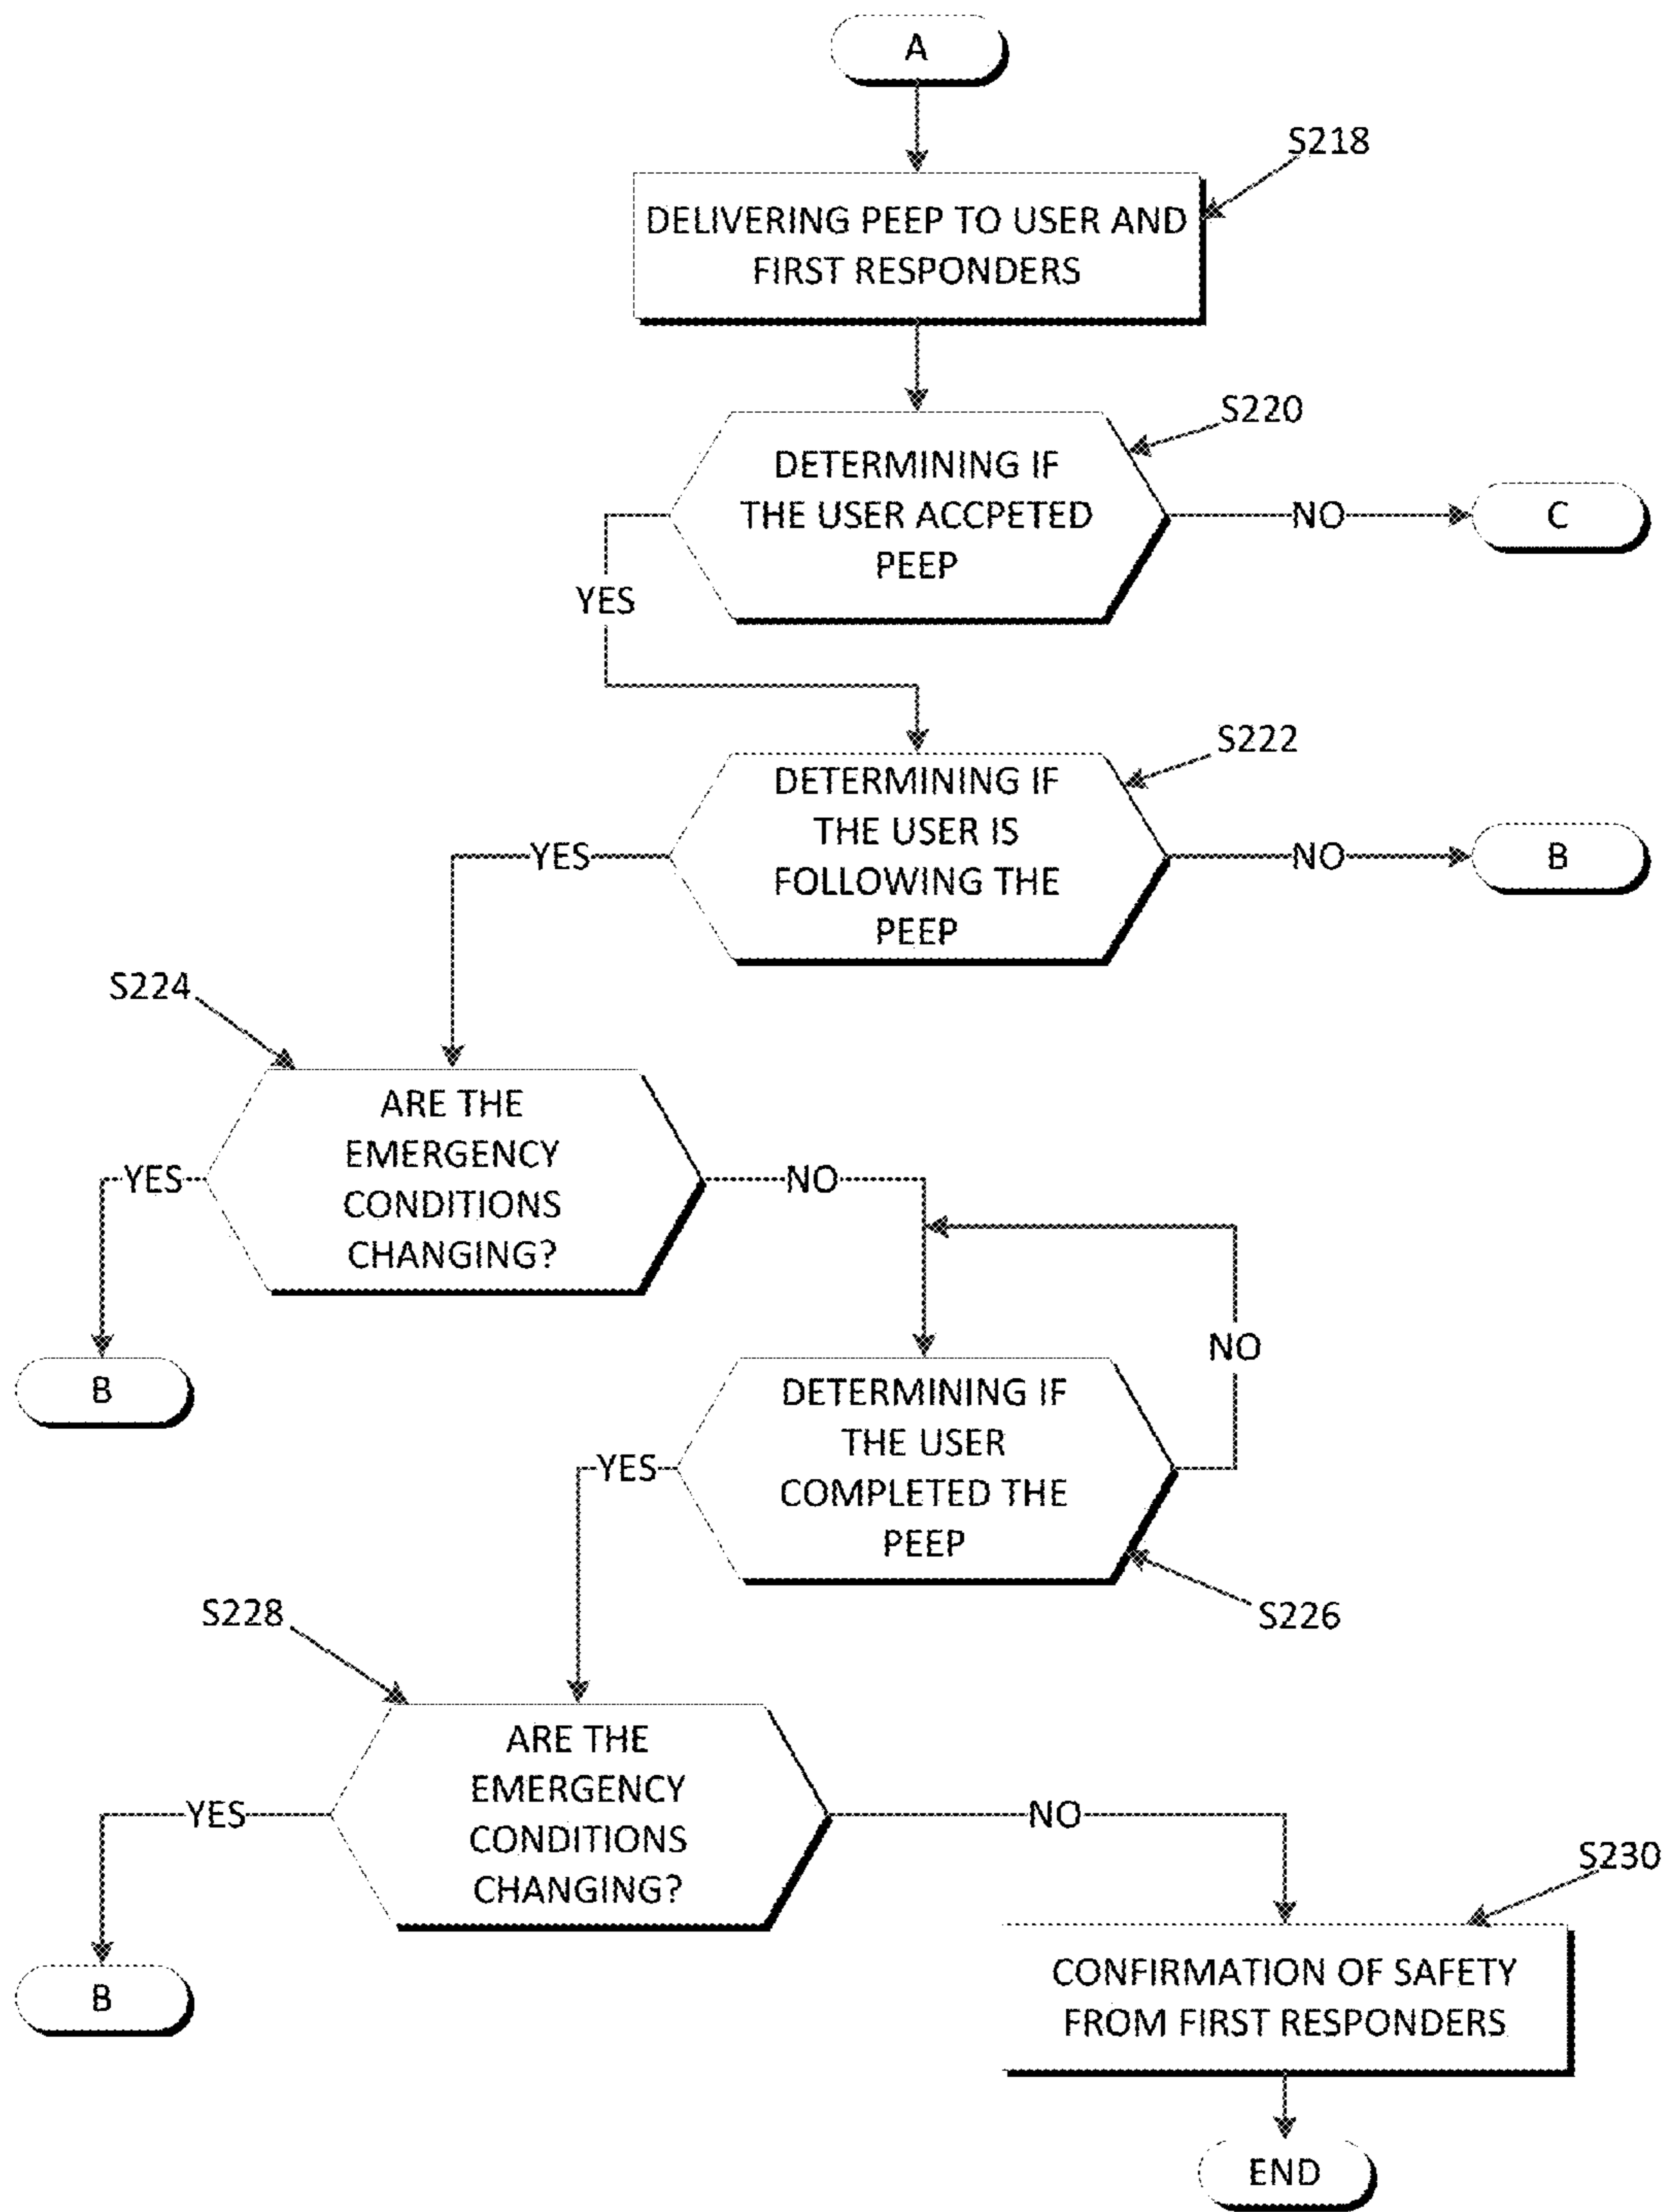 A
S218
DELIVERING PEEP TO USER AND
FIRST RESPONDERS
S220
DETERMINING IF
THE USER ACCPETED
PEEP
NO
C
YES
S222
DETERMINING IF
THE USER IS
FOLLOWING THE
PEEP
YES
NO
B
S224
ARE THE
EMERGENCY
CONDITIONS
CHANGING?
YES
NO
B
NO
DETERMINING IF
THE USER
COMPLETED THE
PEEP
YES
S226
S228
ARE THE
EMERGENCY
CONDITIONS
CHANGING?
YES
NO
B
S230
CONFIRMATION OF SAFETY
FROM FIRST RESPONDERS
END